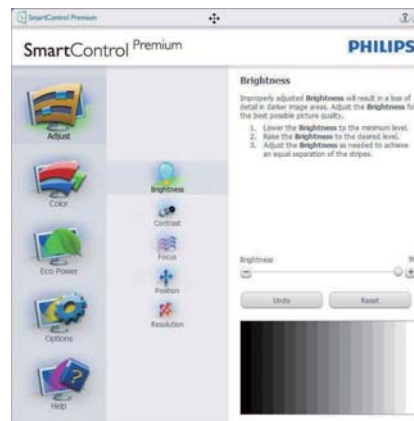 SmartControl Premium
SmartControl Premium
PHILIPS
Adjust
Color
Eco Power
Options
Help
Brightness
Contrast
Focus
Position
Resolution
Brightness
Improperly adjusted Brightness will result in a loss of
detail in darker image areas. Adjust the Brightness for
the best possible picture quality.
1. Lower the Brightness to the minimum level.
2. Raise the Brightness to the desired level.
3. Adjust the Brightness as needed to achieve
an equal separation of the stripes.
Brightness
Undo
Reset